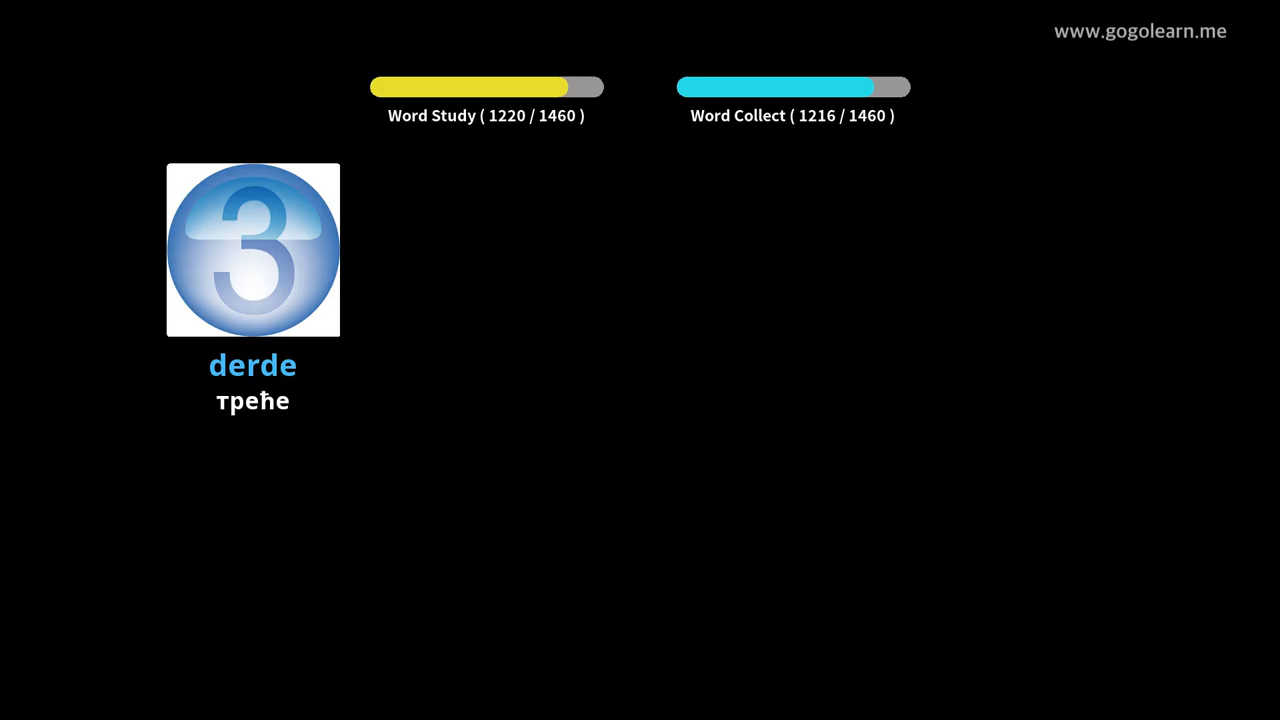 www.gogolearn.me
Word Study ( 1220 / 1460 )
Word Collect ( 1216 / 1460 )
3
derde
треће